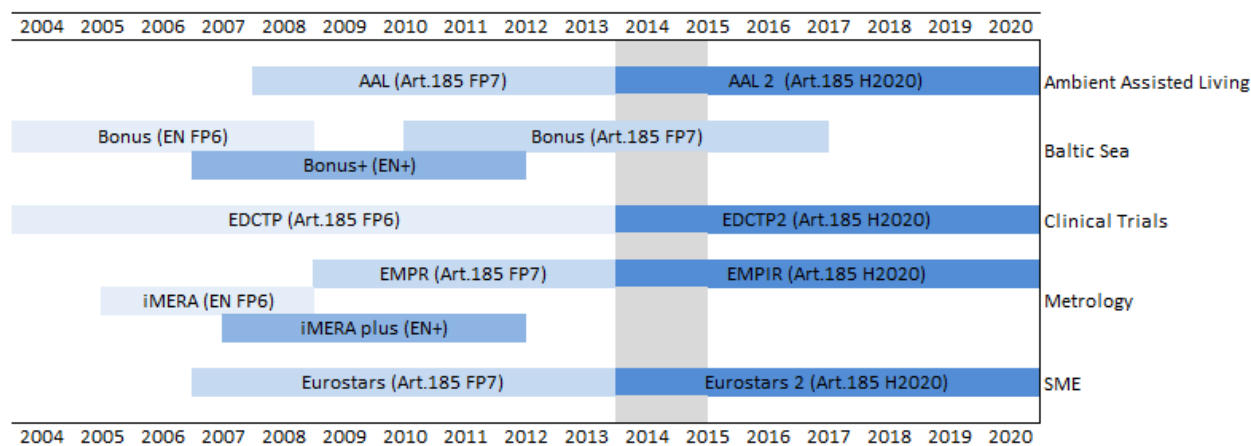 2004 2005 2006 2007 2008 2009 2010 2011 2012 2013 2014 2015 2016 2017 2018 2019 2020
AAL (Art.185 FP7) AAL 2 (Art.185 H2020) Ambient Assisted Living
Bonus (EN FP6) Bonus (Art.185 FP7)
Baltic Sea
Bonus+ (EN+)
EDCTP (Art.185 FP6) EDCTP2 (Art.185 H2020) Clinical Trials
EMPR (Art.185 FP7) EMPIR (Art.185 H2020)
iMERA (EN FP6) Metrology
iMERA plus (EN+)
Eurostars (Art.185 FP7) Eurostars 2 (Art.185 H2020) SME
2004 2005 2006 2007 2008 2009 2010 2011 2012 2013 2014 2015 2016 2017 2018 2019 2020